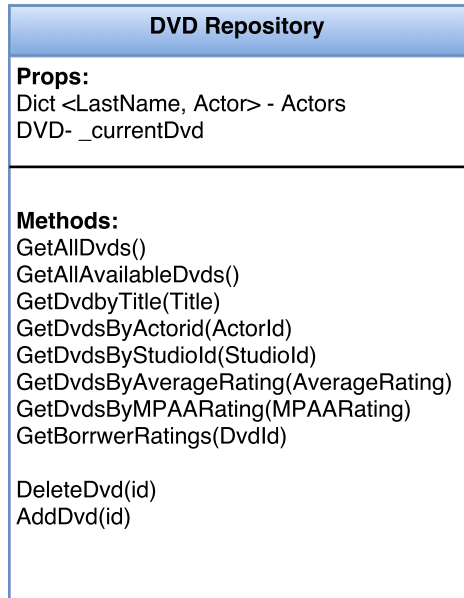 DVD Repository
Props:
Dict <LastName, Actor> - Actors
DVD- _currentDvd
Methods:
GetAllDvds()
GetAllAvailableDvds()
GetDvdbyTitle(Title)
GetDvdsByActorid(ActorId)
GetDvdsByStudioId(StudioId)
GetDvdsByAverageRating(AverageRating)
GetDvdsByMPAARating(MPAARating)
GetBorrwerRatings(DvdId)
DeleteDvd(id)
AddDvd(id)